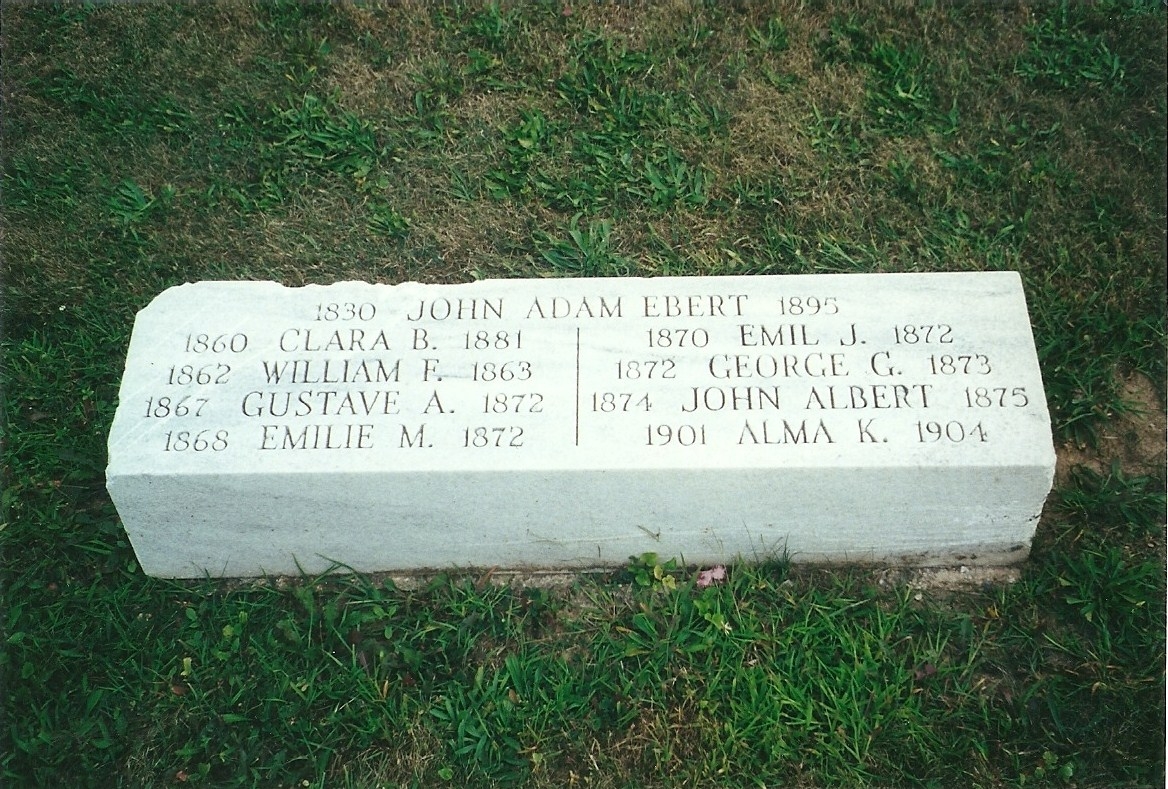 1830 JOHN ADAM EBERT 1895
1860 CLARA B. 1881
1862 WILLIAM F. 1863
1867 GUSTAVE A. 1872
1868 EMILIE M. 1872
1870 EMIL J. 1872
1872 GEORGE G. 1873
1874 JOHN ALBERT 1875
1901 ALMA K. 1904